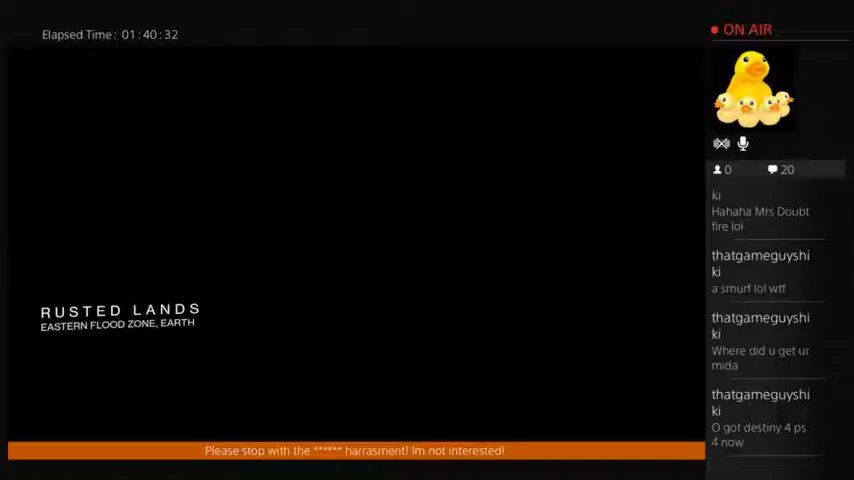 Elapsed Time: 01:40:32
ON AIR
0
20
ki
Hahaha Mrs Doubt
fire lol
thatgameguyshi
ki
a smurf lol wtf
thatgameguyshi
ki
Where did u get ur
mida
thatgameguyshi
ki
O got destiny 4 ps
4 now
RUSTED LANDS
EASTERN FLOOD ZONE, EARTH
Please stop with the ****** harrasment! Im not interested!